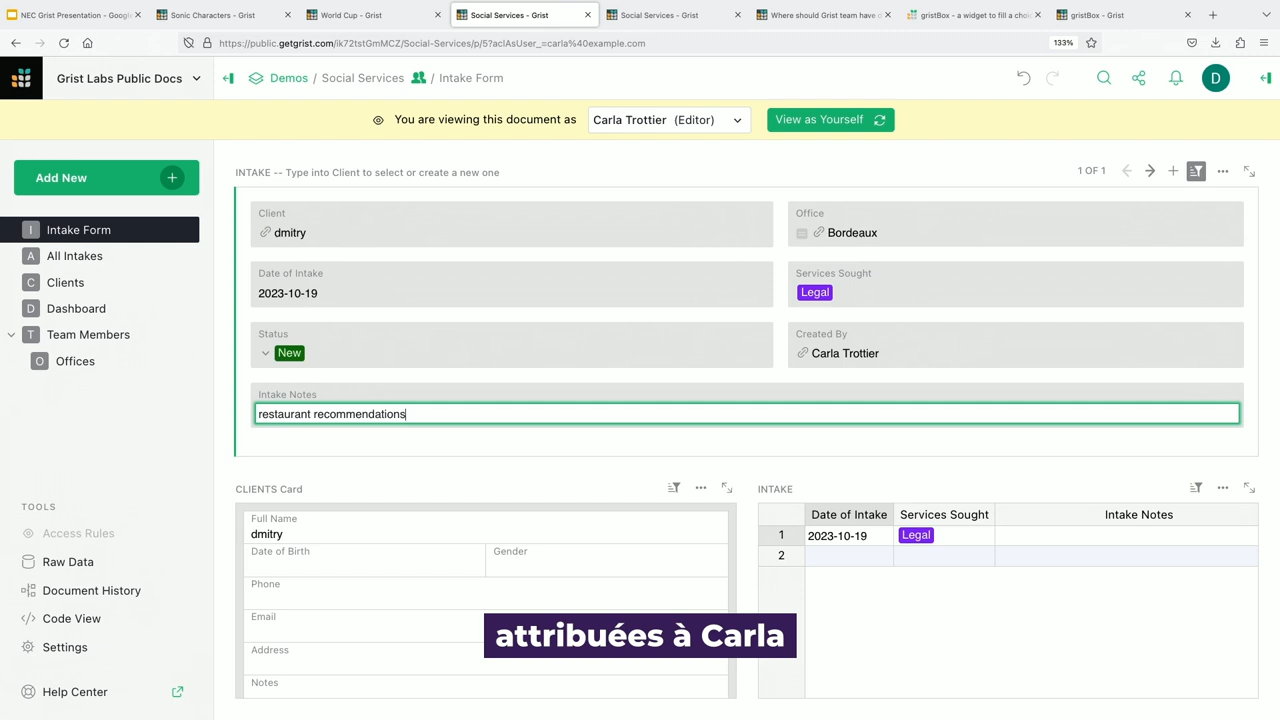 NEC Grist Presentation - Google
Sonic Characters - Grist
World Cup - Grist
Social Services - Grist
Social Services - Grist
Where should Grist team have d
gristBox – a widget to fill a choic
gristBox - Grist
https://public.getgrist.com/ik72tstGmMCZ/Social-Services/p/5?aclAsUser_=carla%40example.com
133%
Grist Labs Public Docs
Demos / Social Services / Intake Form
D
You are viewing this document as
Carla Trottier (Editor)
View as Yourself
Add New
I Intake Form
A All Intakes
C Clients
D Dashboard
T Team Members
O Offices
TOOLS
Access Rules
Raw Data
Document History
Code View
Settings
Help Center
INTAKE -- Type into Client to select or create a new one
1 OF 1
Client
dmitry
Office
Bordeaux
Date of Intake
2023-10-19
Services Sought
Legal
Status
New
Created By
Carla Trottier
Intake Notes
restaurant recommendations
CLIENTS Card
Full Name
dmitry
Date of Birth
Gender
Phone
Email
Address
Notes
INTAKE
Date of Intake Services Sought Intake Notes
1 2023-10-19 Legal
2
attribuées à Carla